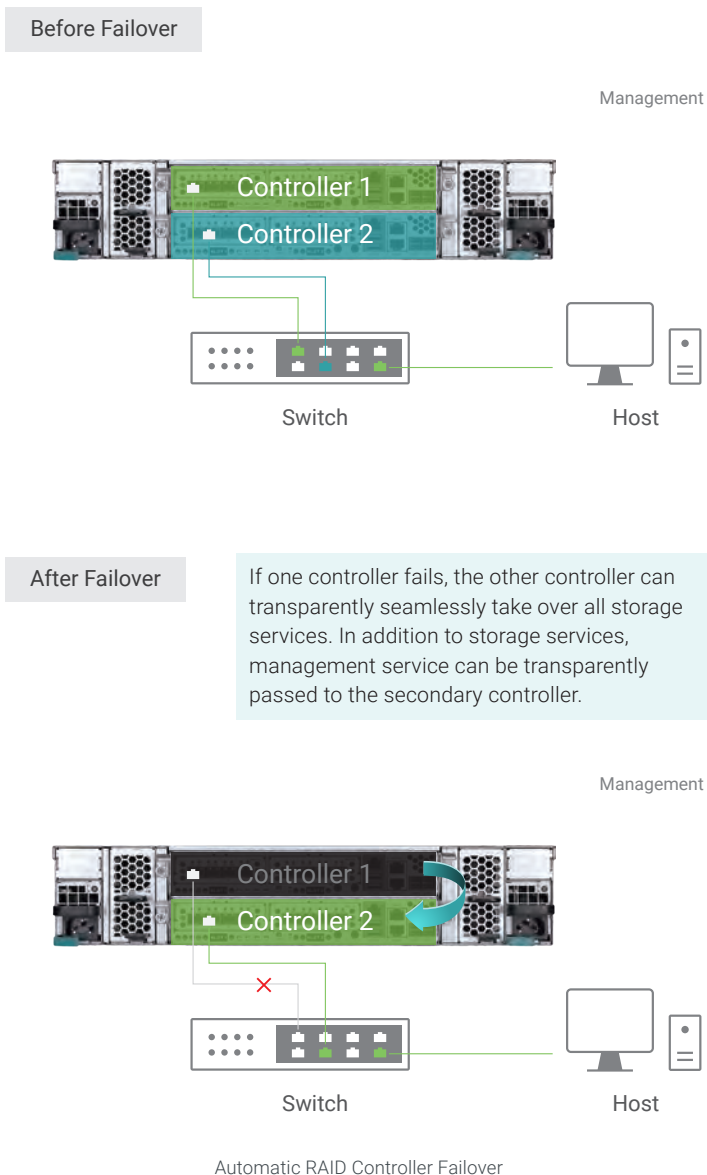 Before Failover
Management
Controller 1
Controller 2
Switch
Host
After Failover
If one controller fails, the other controller can
transparently seamlessly take over all storage
services. In addition to storage services,
management service can be transparently
passed to the secondary controller.
Management
Controller 1
Controller 2
Switch
Host
Automatic RAID Controller Failover